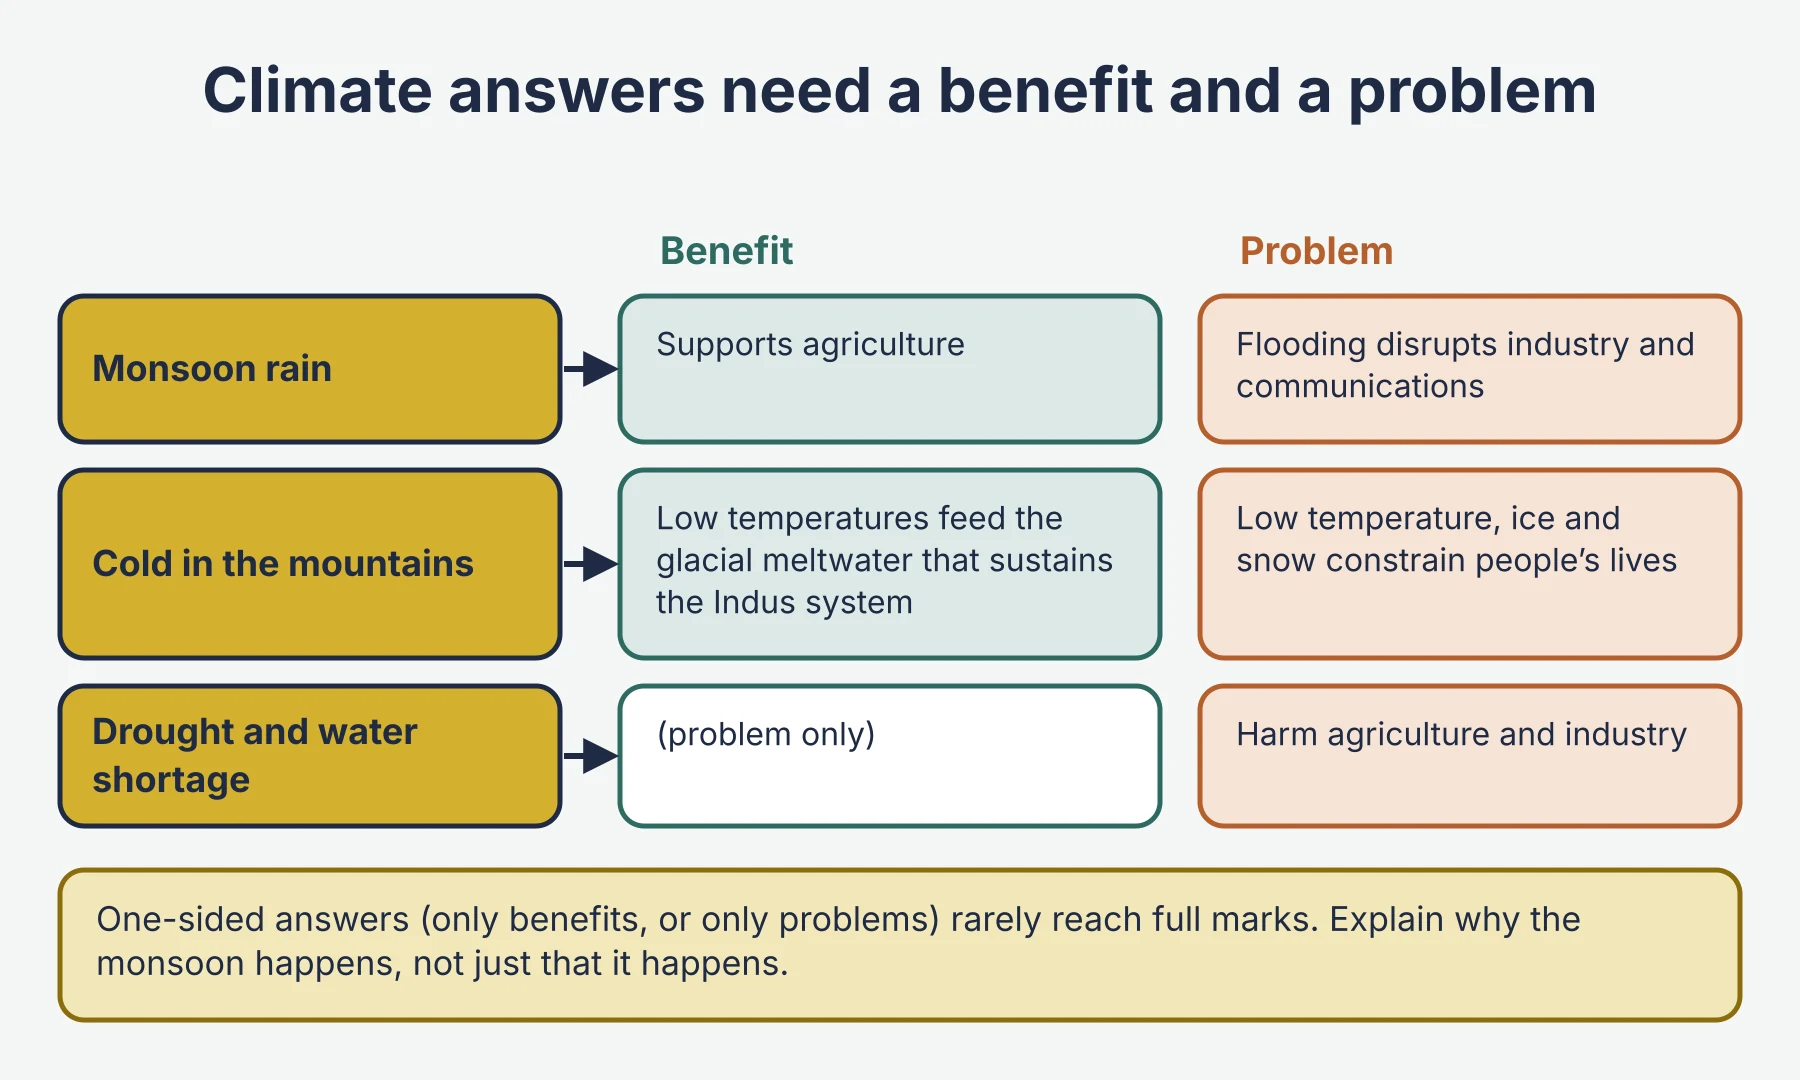 Climate answers need a benefit and a problem
Benefit
Problem
Monsoon rain
Supports agriculture
Flooding disrupts industry and
communications
Cold in the mountains
Low temperatures feed the
glacial meltwater that sustains
the Indus system
Low temperature, ice and
snow constrain people’s lives
Drought and water
shortage
(problem only)
Harm agriculture and industry
One-sided answers (only benefits, or only problems) rarely reach full marks. Explain why the
monsoon happens, not just that it happens.